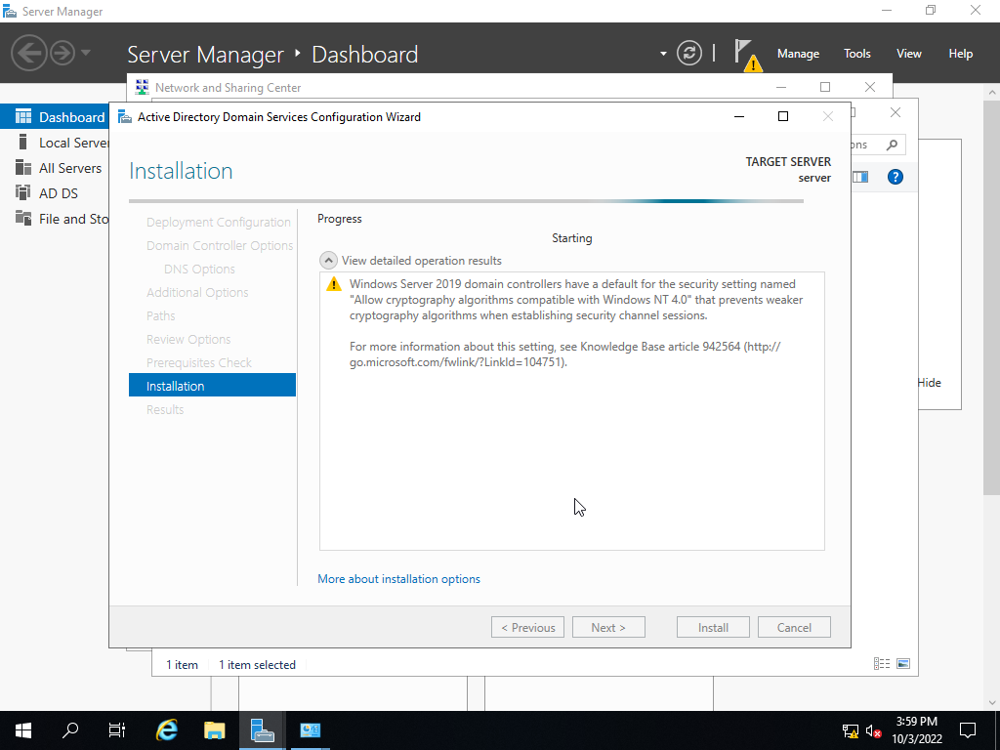 Server Manager
Server Manager ‣ Dashboard
Manage Tools View Help
Network and Sharing Center
Active Directory Domain Services Configuration Wizard
Dashboard
Local Server
All Servers
AD DS
File and Sto
ons
Installation
TARGET SERVER
server
Deployment Configuration
Domain Controller Options
DNS Options
Additional Options
Paths
Review Options
Prerequisites Check
Installation
Results
Progress
Starting
View detailed operation results
Windows Server 2019 domain controllers have a default for the security setting named
"Allow cryptography algorithms compatible with Windows NT 4.0" that prevents weaker
cryptography algorithms when establishing security channel sessions.
For more information about this setting, see Knowledge Base article 942564 (http://
go.microsoft.com/fwlink/?LinkId=104751).
More about installation options
< Previous Next > Install Cancel
Hide
1 item 1 item selected
3:59 PM
10/3/2022